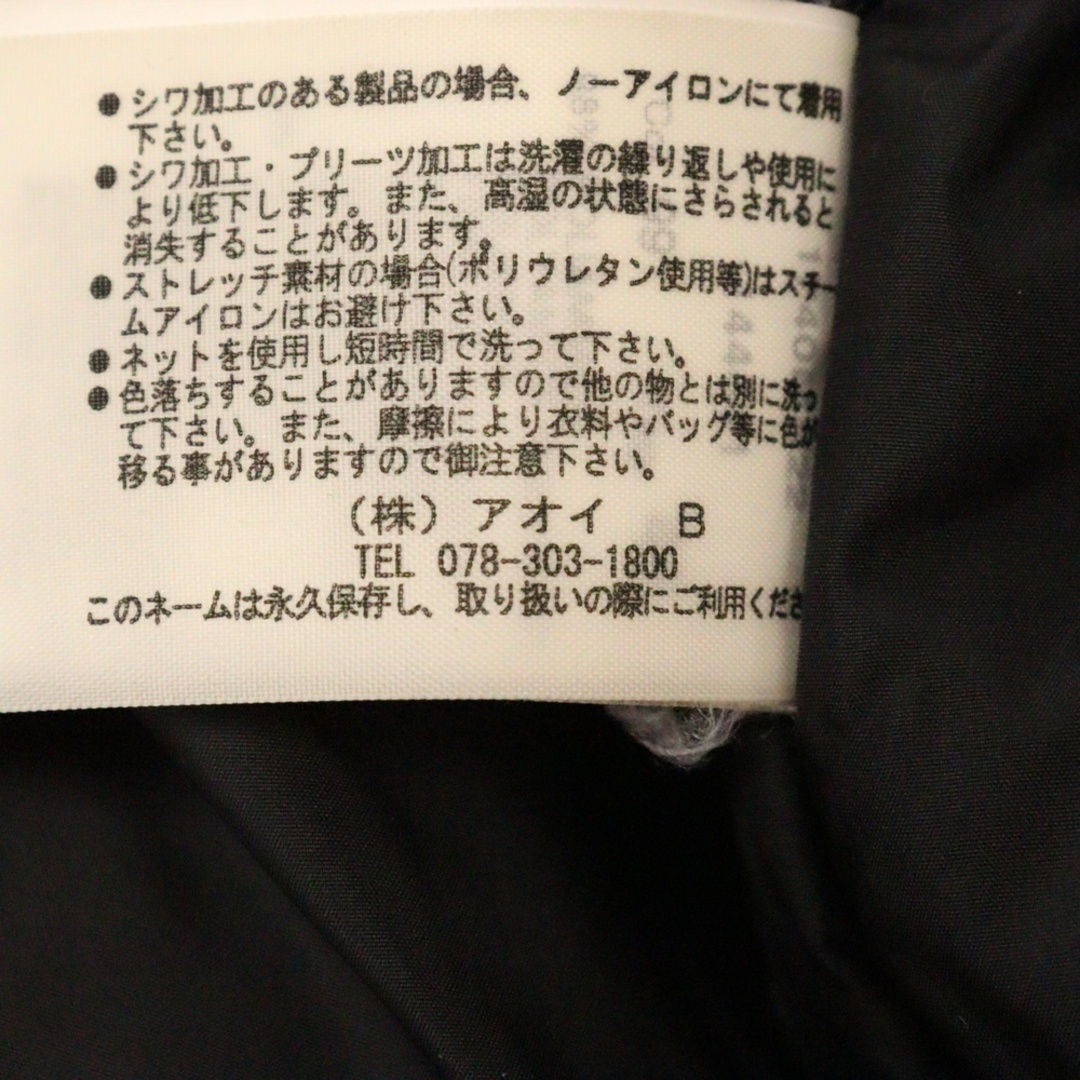 ●シワ加工のある製品の場合、ノーアイロンにて着用
下さい。
●シワ加工・プリーツ加工は洗濯の繰り返しや使用に
より低下します。また、高湿の状態にさらされると
消失することがあります。
●ストレッチ素材の場合(ポリウレタン使用等)はスチー
ムアイロンはお避け下さい。
●ネットを使用し短時間で洗って下さい。
●色落ちすることがありますので他の物とは別に洗っ
て下さい。また、摩擦により衣料やバッグ等に色が
移る事がありますので御注意下さい。
(株) アオイ B
TEL 078-303-1800
このネームは永久保存し、取り扱いの際にご利用くださ